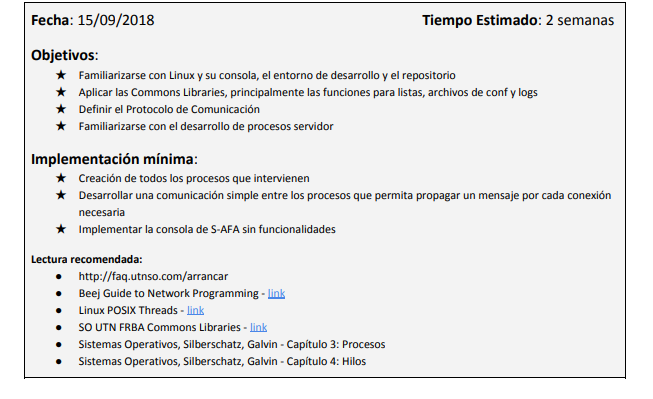 Fecha: 15/09/2018 Tiempo Estimado: 2 semanas
Objetivos:
★ Familiarizarse con Linux y su consola, el entorno de desarrollo y el repositorio
★ Aplicar las Commons Libraries, principalmente las funciones para listas, archivos de conf y logs
★ Definir el Protocolo de Comunicación
★ Familiarizarse con el desarrollo de procesos servidor
Implementación mínima:
★ Creación de todos los procesos que intervienen
★ Desarrollar una comunicación simple entre los procesos que permita propagar un mensaje por cada conexión
necesaria
★ Implementar la consola de S-AFA sin funcionalidades
Lectura recomendada:
● http://faq.utnso.com/arrancar
● Beej Guide to Network Programming - link
● Linux POSIX Threads - link
● SO UTN FRBA Commons Libraries - link
● Sistemas Operativos, Silberschatz, Galvin - Capítulo 3: Procesos
● Sistemas Operativos, Silberschatz, Galvin - Capítulo 4: Hilos